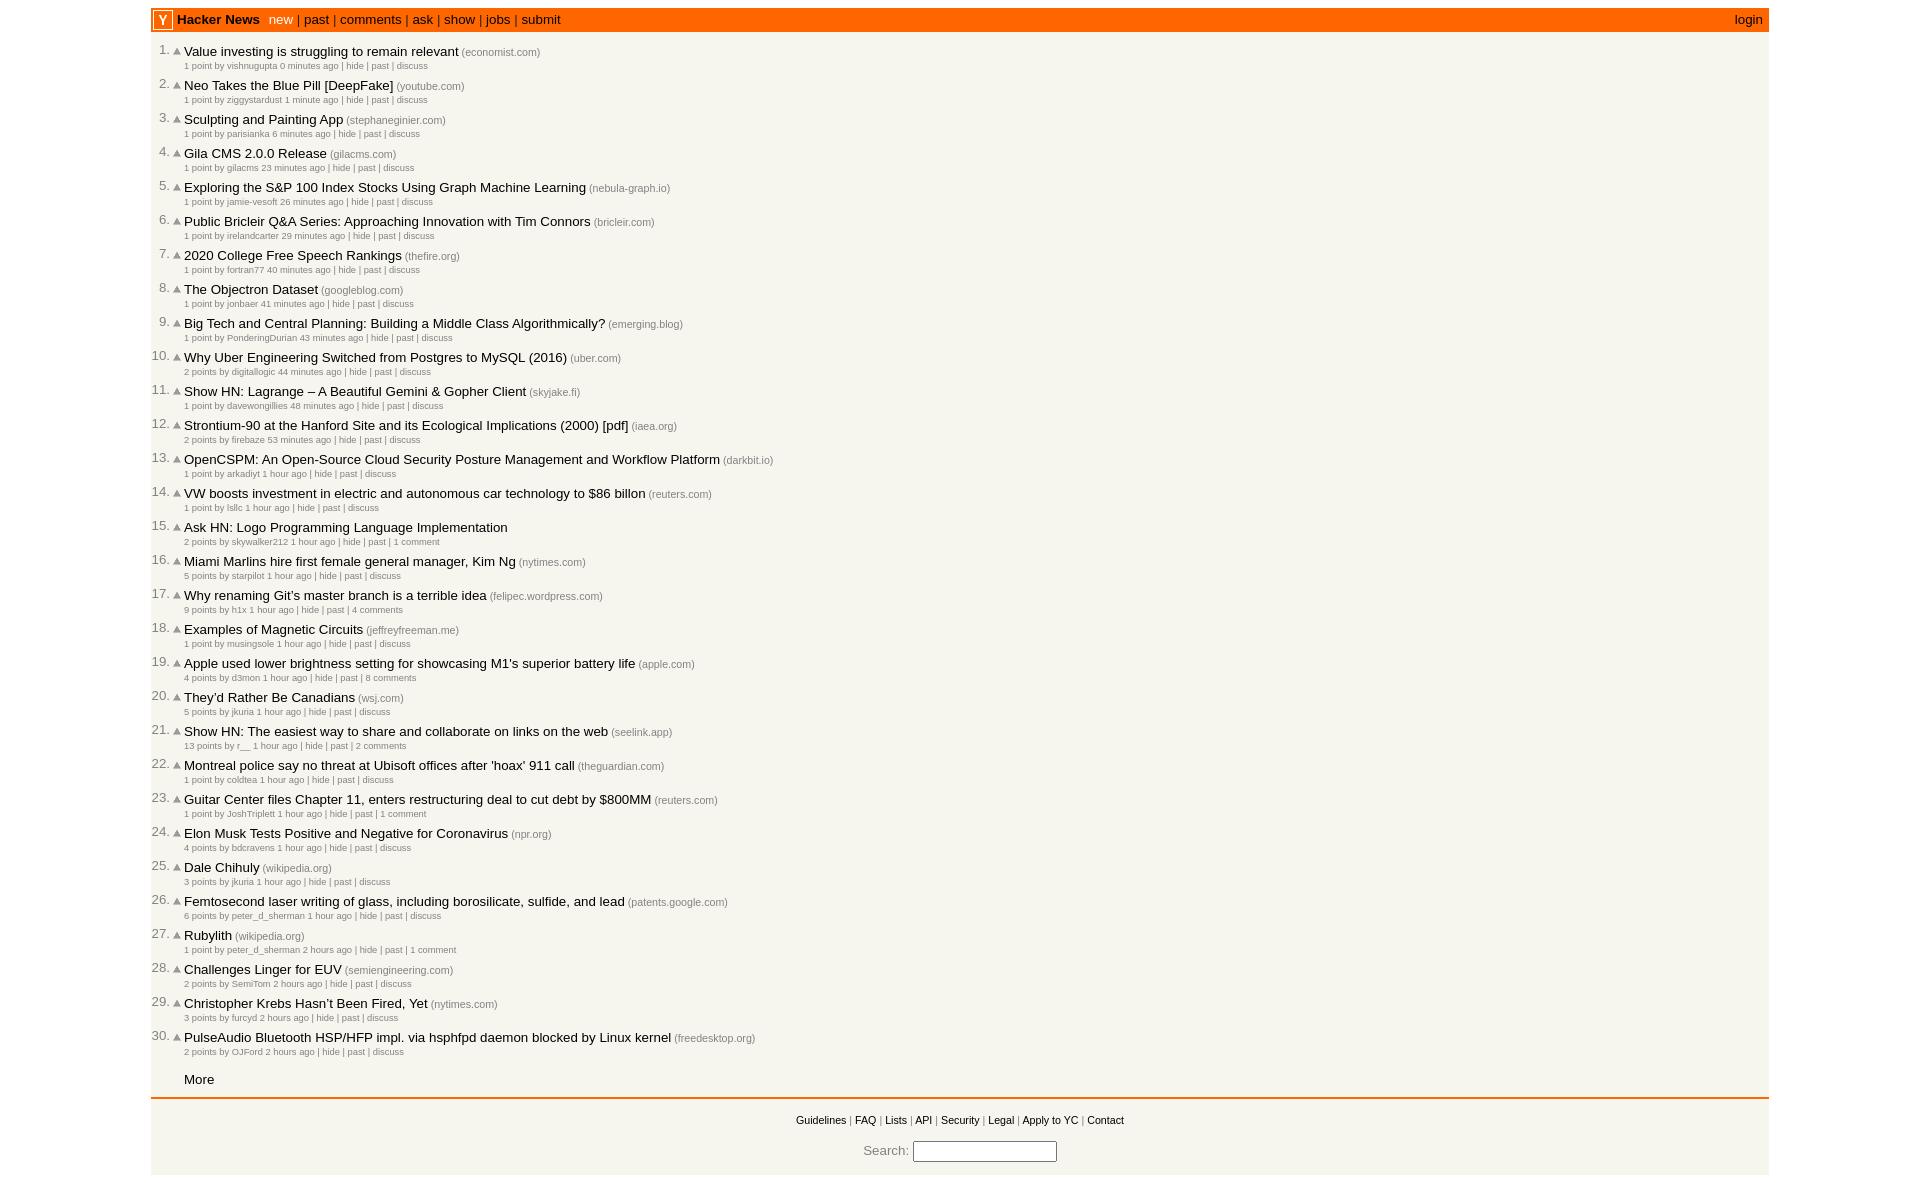 Y Hacker News new | past | comments | ask | show | jobs | submit login
1. Value investing is struggling to remain relevant (economist.com)
1 point by vishnugupta 0 minutes ago | hide | past | discuss
2. Neo Takes the Blue Pill [DeepFake] (youtube.com)
1 point by ziggystardust 1 minute ago | hide | past | discuss
3. Sculpting and Painting App (stephaneginier.com)
1 point by parisianka 6 minutes ago | hide | past | discuss
4. Gila CMS 2.0.0 Release (gilacms.com)
1 point by gilacms 23 minutes ago | hide | past | discuss
5. Exploring the S&P 100 Index Stocks Using Graph Machine Learning (nebula-graph.io)
1 point by jamie-vesoft 26 minutes ago | hide | past | discuss
6. Public Bricleir Q&A Series: Approaching Innovation with Tim Connors (bricleir.com)
1 point by irelandcarter 29 minutes ago | hide | past | discuss
7. 2020 College Free Speech Rankings (thefire.org)
1 point by fortran77 40 minutes ago | hide | past | discuss
8. The Objectron Dataset (googleblog.com)
1 point by jonbaer 41 minutes ago | hide | past | discuss
9. Big Tech and Central Planning: Building a Middle Class Algorithmically? (emerging.blog)
1 point by PonderingDurian 43 minutes ago | hide | past | discuss
10. Why Uber Engineering Switched from Postgres to MySQL (2016) (uber.com)
2 points by digitallogic 44 minutes ago | hide | past | discuss
11. Show HN: Lagrange – A Beautiful Gemini & Gopher Client (skyjake.fi)
1 point by davewongillies 48 minutes ago | hide | past | discuss
12. Strontium-90 at the Hanford Site and its Ecological Implications (2000) [pdf] (iaea.org)
2 points by firebaze 53 minutes ago | hide | past | discuss
13. OpenCSPM: An Open-Source Cloud Security Posture Management and Workflow Platform (darkbit.io)
1 point by arkadiyt 1 hour ago | hide | past | discuss
14. VW boosts investment in electric and autonomous car technology to $86 billon (reuters.com)
1 point by lsllc 1 hour ago | hide | past | discuss
15. Ask HN: Logo Programming Language Implementation
2 points by skywalker212 1 hour ago | hide | past | 1 comment
16. Miami Marlins hire first female general manager, Kim Ng (nytimes.com)
5 points by starpilot 1 hour ago | hide | past | discuss
17. Why renaming Git’s master branch is a terrible idea (felipec.wordpress.com)
9 points by h1x 1 hour ago | hide | past | 4 comments
18. Examples of Magnetic Circuits (jeffreyfreeman.me)
1 point by musingsole 1 hour ago | hide | past | discuss
19. Apple used lower brightness setting for showcasing M1's superior battery life (apple.com)
4 points by d3mon 1 hour ago | hide | past | 8 comments
20. They’d Rather Be Canadians (wsj.com)
5 points by jkuria 1 hour ago | hide | past | discuss
21. Show HN: The easiest way to share and collaborate on links on the web (seelink.app)
13 points by r__ 1 hour ago | hide | past | 2 comments
22. Montreal police say no threat at Ubisoft offices after 'hoax' 911 call (theguardian.com)
1 point by coldtea 1 hour ago | hide | past | discuss
23. Guitar Center files Chapter 11, enters restructuring deal to cut debt by $800MM (reuters.com)
1 point by JoshTriplett 1 hour ago | hide | past | 1 comment
24. Elon Musk Tests Positive and Negative for Coronavirus (npr.org)
4 points by bdcravens 1 hour ago | hide | past | discuss
25. Dale Chihuly (wikipedia.org)
3 points by jkuria 1 hour ago | hide | past | discuss
26. Femtosecond laser writing of glass, including borosilicate, sulfide, and lead (patents.google.com)
6 points by peter_d_sherman 1 hour ago | hide | past | discuss
27. Rubylith (wikipedia.org)
1 point by peter_d_sherman 2 hours ago | hide | past | 1 comment
28. Challenges Linger for EUV (semiengineering.com)
2 points by SemiTom 2 hours ago | hide | past | discuss
29. Christopher Krebs Hasn’t Been Fired, Yet (nytimes.com)
3 points by furcyd 2 hours ago | hide | past | discuss
30. PulseAudio Bluetooth HSP/HFP impl. via hsphfpd daemon blocked by Linux kernel (freedesktop.org)
2 points by OJFord 2 hours ago | hide | past | discuss
More
Guidelines | FAQ | Lists | API | Security | Legal | Apply to YC | Contact
Search: